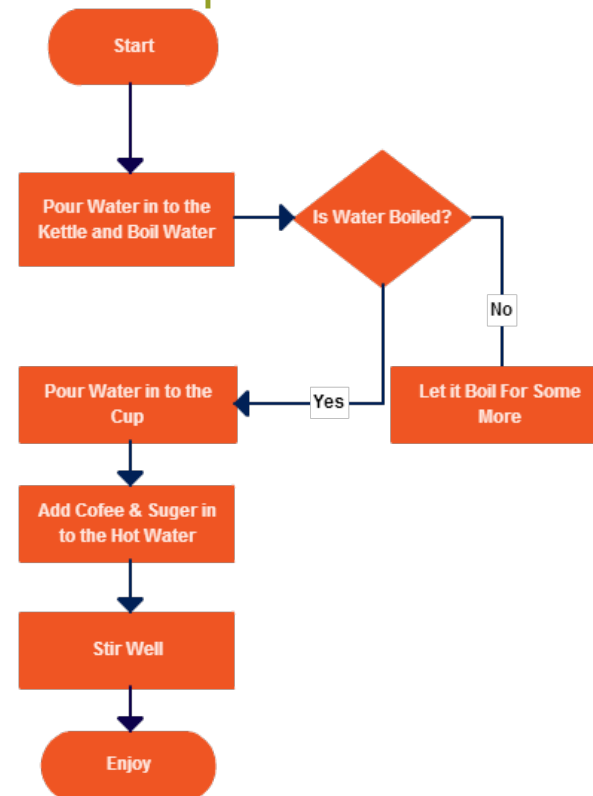 Start
Pour Water in to the
Kettle and Boil Water
Is Water Boiled?
No
Yes
Pour Water in to the
Cup
Let it Boil For Some
More
Add Cofee & Suger in
to the Hot Water
Stir Well
Enjoy